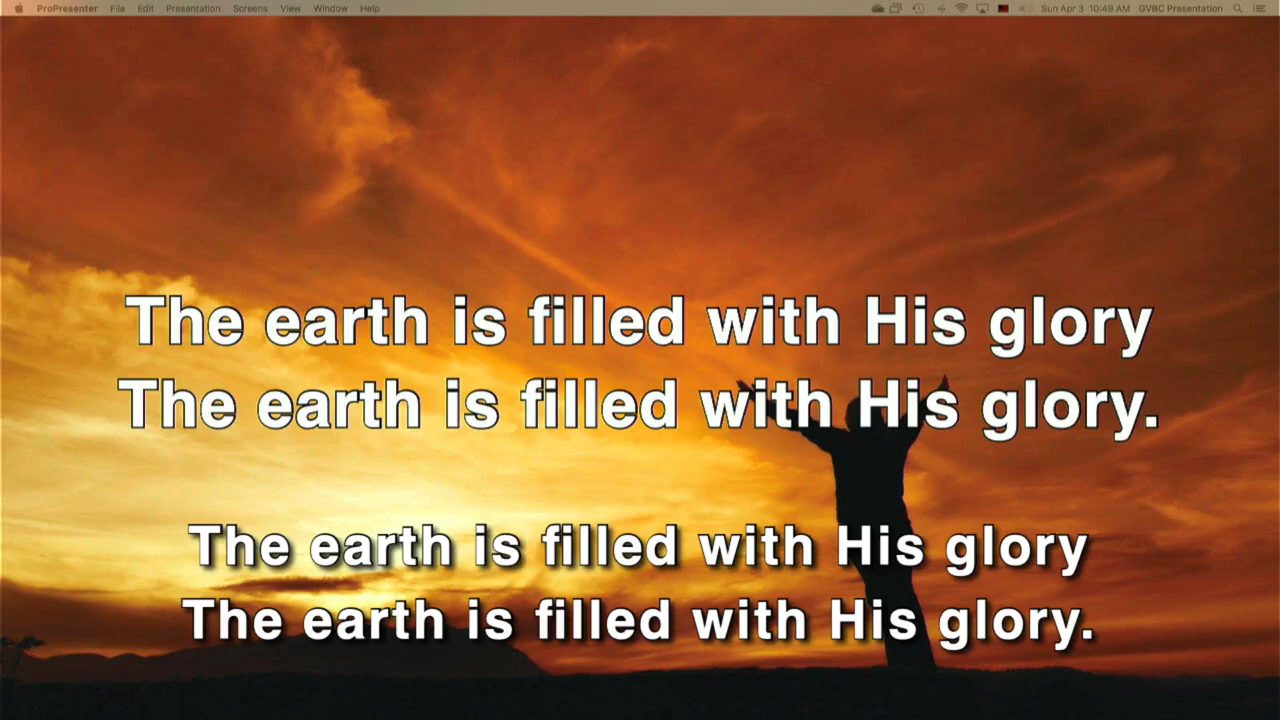 ProPresenter File Edit Presentation Screens View Window Help Sun Apr 3 10:49 AM GVBC Presentation
The earth is filled with His glory
The earth is filled with His glory.
The earth is filled with His glory
The earth is filled with His glory.